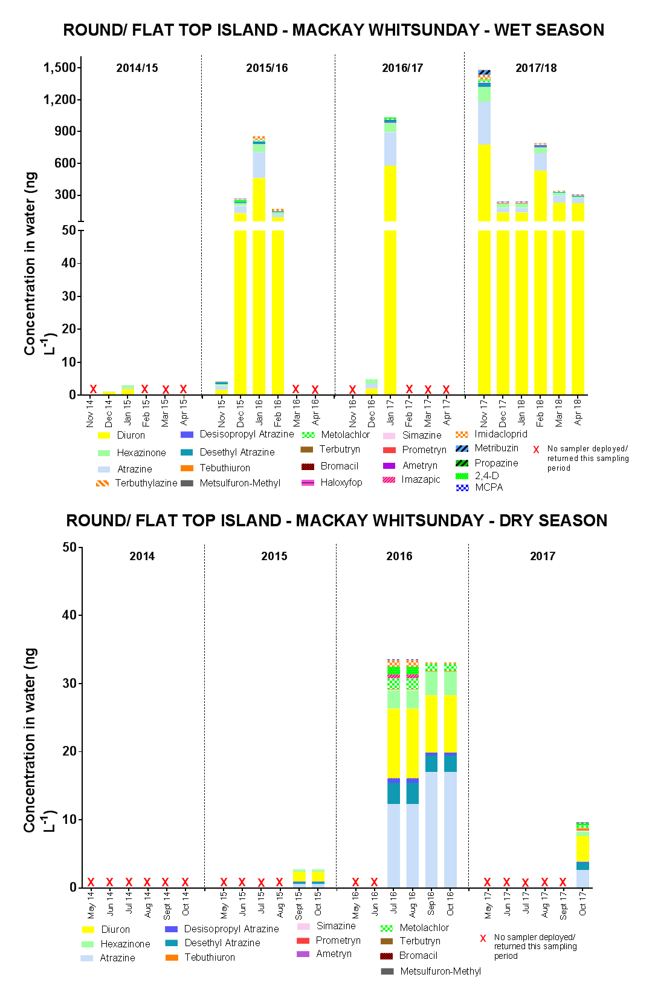 ROUND/ FLAT TOP ISLAND - MACKAY WHITSUNDAY - WET SEASON
2014/15 2015/16 2016/17 2017/18
Concentration in water (ng
L-1)
1,500
1,200
900
600
300
50
40
30
20
10
0
X X X X X X X X X X X
Nov 14 Dec 14 Jan 15 Feb 15 Mar 15 Apr 15 Nov 15 Dec 15 Jan 16 Feb 16 Mar 16 Apr 16 Nov 16 Dec 16 Jan 17 Feb 17 Mar 17 Apr 17 Nov 17 Dec 17 Jan 18 Feb 18 Mar 18 Apr 18
Diuron
Hexazinone
Atrazine
Terbuthylazine
Desisopropyl Atrazine
Desethyl Atrazine
Tebuthiuron
Metsulfuron-Methyl
Metolachlor
Terbutryn
Bromacil
Haloxyfop
Simazine
Prometryn
Ametryn
Imazapic
Imidacloprid
Metribuzin
Propazine
2,4-D
MCPA
X No sampler deployed/
returned this sampling
period
ROUND/ FLAT TOP ISLAND - MACKAY WHITSUNDAY - DRY SEASON
2014 2015 2016 2017
Concentration in water (ng
L-1)
50
40
30
20
10
0
X X X X X X X X X X X X X X X X X
May 14 Jun 14 Jul 14 Aug 14 Sept 14 Oct 14 May 15 Jun 15 Jul 15 Aug 15 Sept 15 Oct 15 May 16 Jun 16 Jul 16 Aug 16 Sep16 Oct 16 May 17 Jun 17 Jul 17 Aug 17 Sept 17 Oct 17
Diuron
Hexazinone
Atrazine
Desisopropyl Atrazine
Desethyl Atrazine
Tebuthiuron
Simazine
Prometryn
Ametryn
Metolachlor
Terbutryn
Bromacil
Metsulfuron-Methyl
X No sampler deployed/
returned this sampling
period